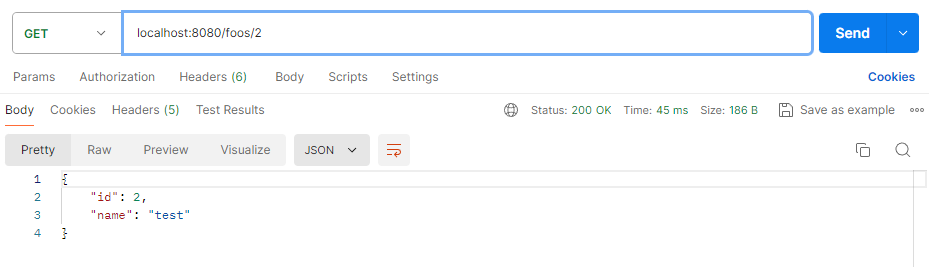 GET localhost:8080/foos/2 Send
Params Authorization Headers (6) Body Scripts Settings Cookies
Body Cookies Headers (5) Test Results Status: 200 OK Time: 45 ms Size: 186 B Save as example
Pretty Raw Preview Visualize JSON
1 {
2 "id": 2,
3 "name": "test"
4 }